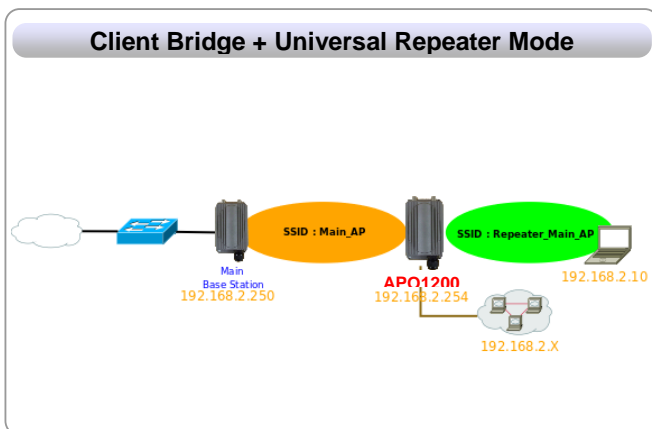 Client Bridge + Universal Repeater Mode
SSID : Main_AP
SSID : Repeater_Main_AP
Main
Base Station
192.168.2.250
APO1200
192.168.2.254
192.168.2.10
192.168.2.X